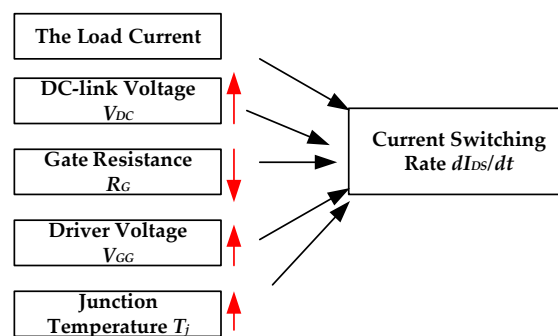 The Load Current
DC-link Voltage
VDC
Gate Resistance
RG
Driver Voltage
VGG
Junction
Temperature Tj
Current Switching
Rate dIDS/dt